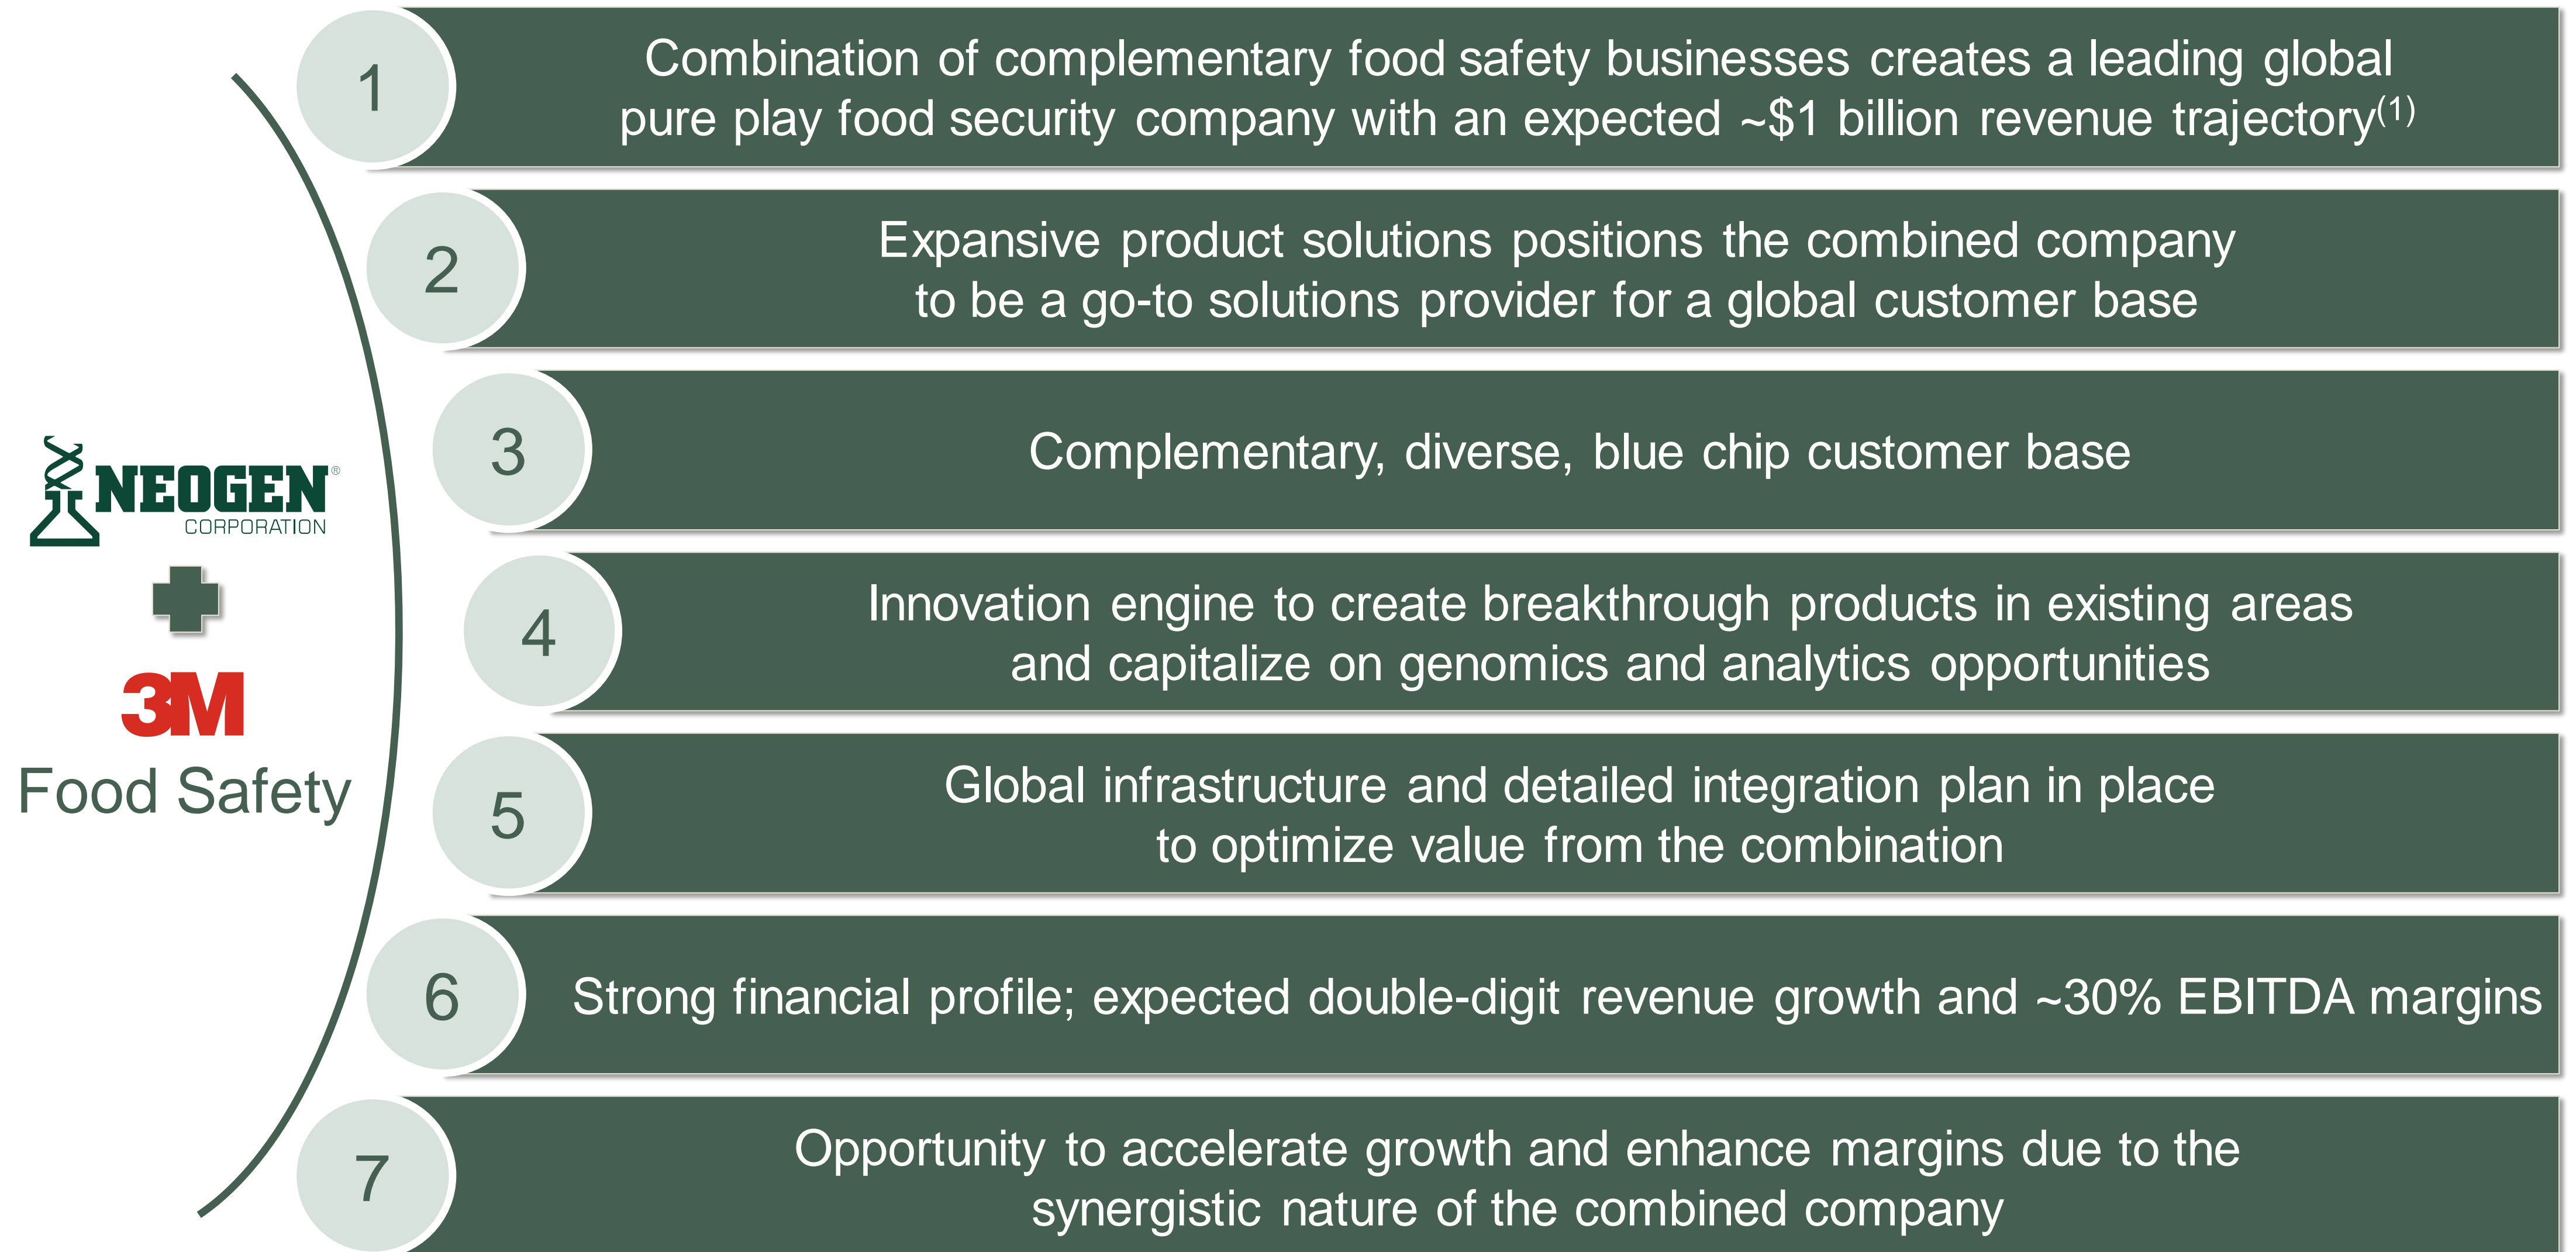 NEOGEN®
CORPORATION
3M
Food Safety
1
Combination of complementary food safety businesses creates a leading global
pure play food security company with an expected ~$1 billion revenue trajectory(1)
2
Expansive product solutions positions the combined company
to be a go-to solutions provider for a global customer base
3
Complementary, diverse, blue chip customer base
4
Innovation engine to create breakthrough products in existing areas
and capitalize on genomics and analytics opportunities
5
Global infrastructure and detailed integration plan in place
to optimize value from the combination
6
Strong financial profile; expected double-digit revenue growth and ~30% EBITDA margins
7
Opportunity to accelerate growth and enhance margins due to the
synergistic nature of the combined company